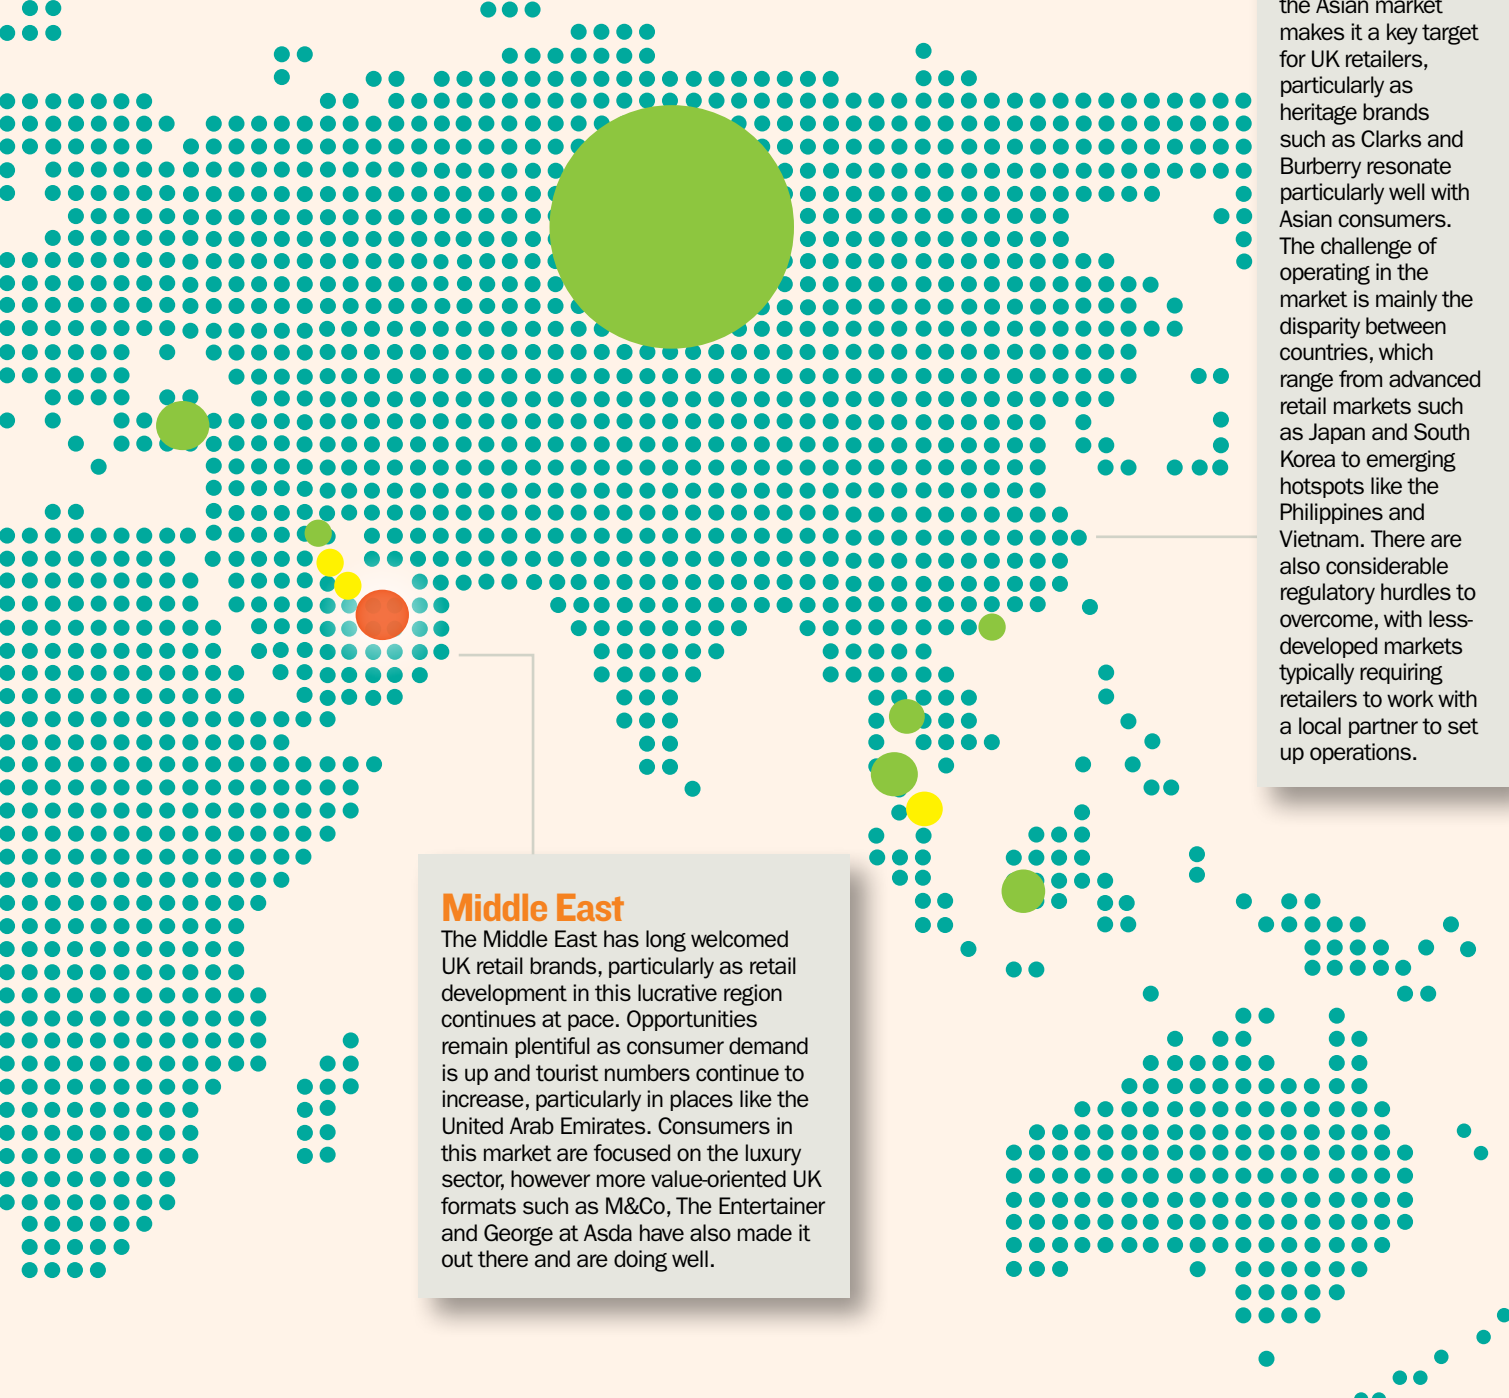 the Asian market
makes it a key target
for UK retailers,
particularly as
heritage brands
such as Clarks and
Burberry resonate
particularly well with
Asian consumers.
The challenge of
operating in the
market is mainly the
disparity between
countries, which
range from advanced
retail markets such
as Japan and South
Korea to emerging
hotspots like the
Philippines and
Vietnam. There are
also considerable
regulatory hurdles to
overcome, with less-
developed markets
typically requiring
retailers to work with
a local partner to set
up operations.
Middle East
The Middle East has long welcomed
UK retail brands, particularly as retail
development in this lucrative region
continues at pace. Opportunities
remain plentiful as consumer demand
is up and tourist numbers continue to
increase, particularly in places like the
United Arab Emirates. Consumers in
this market are focused on the luxury
sector, however more value-oriented UK
formats such as M&Co, The Entertainer
and George at Asda have also made it
out there and are doing well.